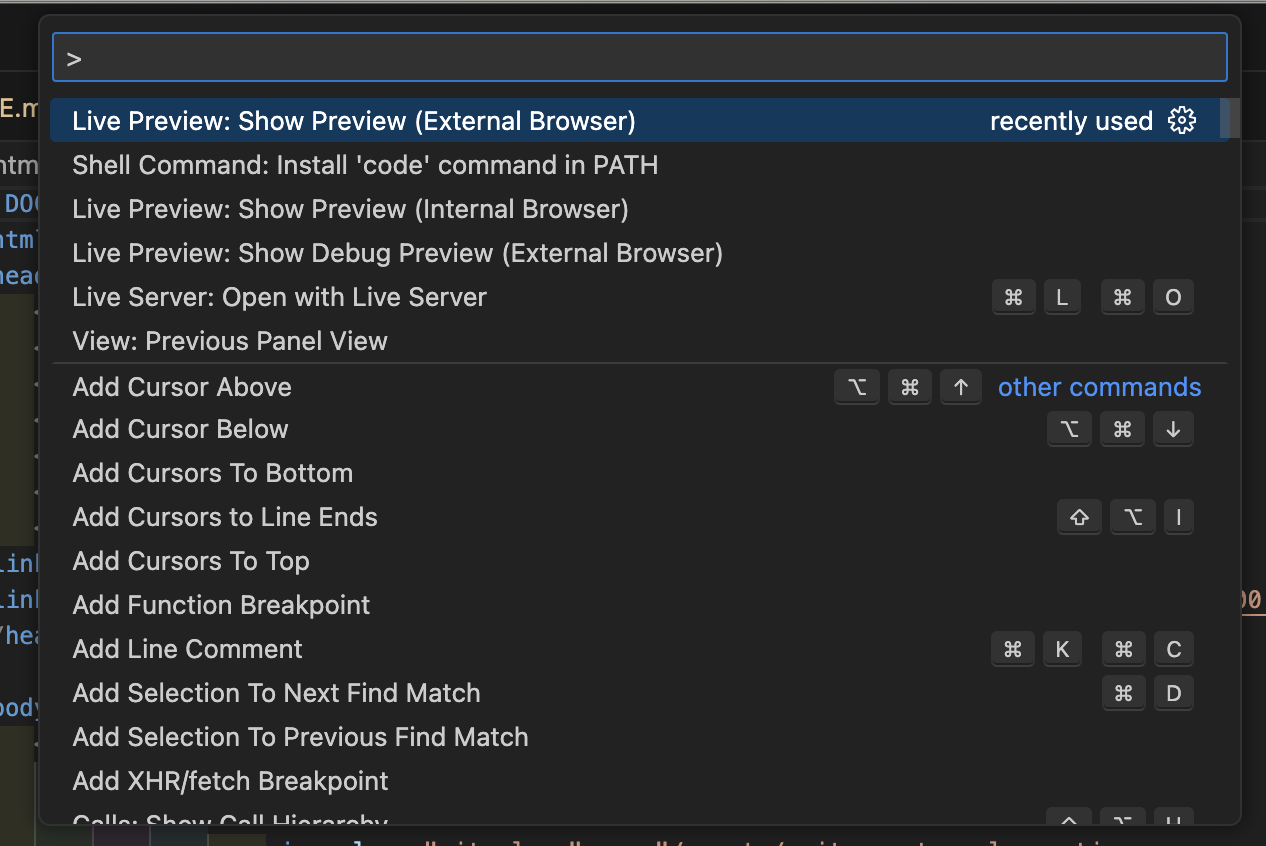 >
Live Preview: Show Preview (External Browser) recently used
Shell Command: Install 'code' command in PATH
Live Preview: Show Preview (Internal Browser)
Live Preview: Show Debug Preview (External Browser)
Live Server: Open with Live Server ⌘ L ⌘ O
View: Previous Panel View
Add Cursor Above ⌥ ⌘ ↑ other commands
Add Cursor Below ⌥ ⌘ ↓
Add Cursors To Bottom
Add Cursors to Line Ends ⇧ ⌥ I
Add Cursors To Top
Add Function Breakpoint
Add Line Comment ⌘ K ⌘ C
Add Selection To Next Find Match ⌘ D
Add Selection To Previous Find Match
Add XHR/fetch Breakpoint
Calls: Show Call Hierarchy ⇧ ⌥ H